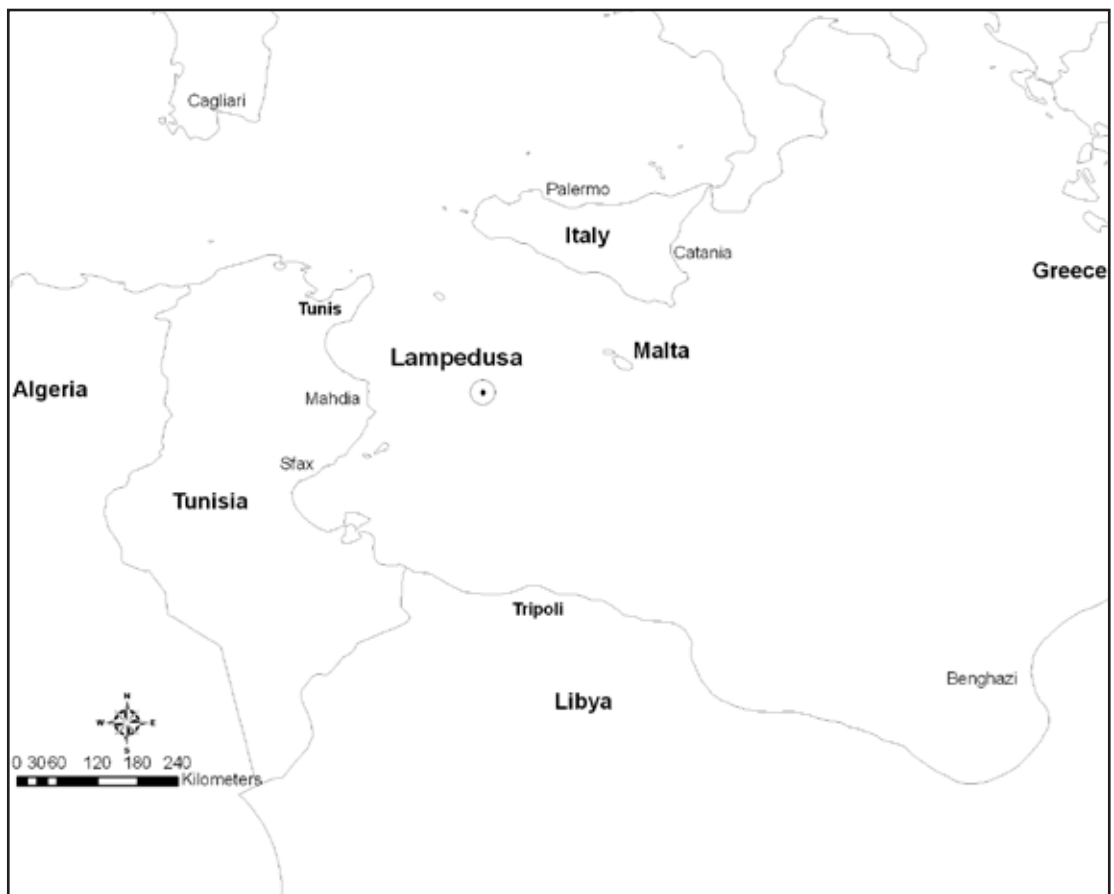 Cagliari
Palermo
Italy
Catania
Greece
Tunis
Malta
Lampedusa
Algeria
Mahdia
Sfax
Tunisia
Tripoli
Benghazi
Libya
N
W E
S
0 30 60 120 180 240
Kilometers